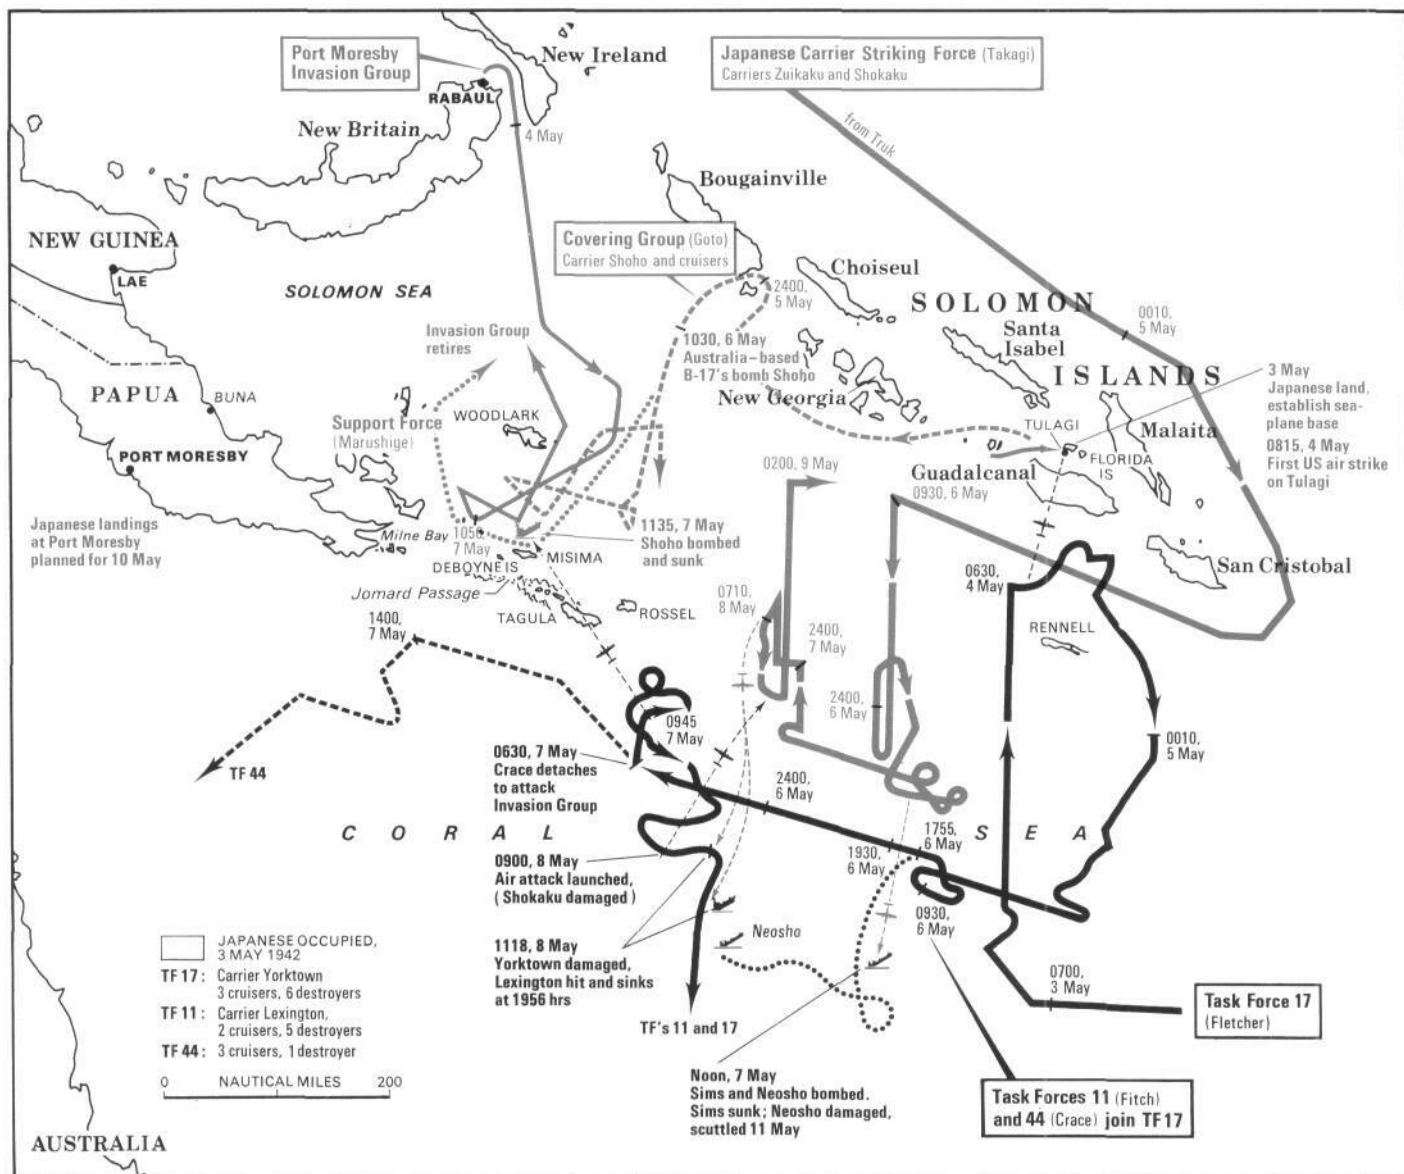 Port Moresby
Invasion Group
New Ireland
Japanese Carrier Striking Force (Takagi)
Carriers Zuikaku and Shokaku
RABAUL
New Britain
4 May
from Truk
Bougainville
NEW GUINEA
LAE
SOLOMON SEA
Covering Group (Goto)
Carrier Shoho and cruisers
Choiseul
2400,
5 May
SOLOMON
ISLANDS
Santa
Isabel
0010,
5 May
Invasion Group
retires
1030, 6 May
Australia-based
B-17's bomb Shoho
New Georgia
3 May
Japanese land,
establish sea-
plane base
0815, 4 May
First US air strike
on Tulagi
PAPUA
BUNA
Support Force
(Marushige)
WOODLARK
TULAGI
Malaita
FLORIDA
IS
PORT MORESBY
0200, 9 May
Guadalcanal
0930, 6 May
Japanese landings
at Port Moresby
planned for 10 May
Milne Bay
1050,
7 May
1135, 7 May
Shoho bombed
and sunk
MISIMA
DEBOYNE IS
Jomard Passage
TAGULA
ROSSEL
0630,
4 May
San Cristobal
0710,
8 May
RENNELL
1400,
7 May
2400,
7 May
2400,
6 May
0945
7 May
0010,
5 May
TF 44
0630, 7 May
Crace detaches
to attack
Invasion Group
2400,
6 May
CORAL SEA
1755,
6 May
1930,
6 May
0900, 8 May
Air attack launched,
( Shokaku damaged )
0930,
6 May
Neosho
1118, 8 May
Yorktown damaged,
Lexington hit and sinks
at 1956 hrs
0700,
3 May
Task Force 17
(Fletcher)
TF's 11 and 17
JAPANESE OCCUPIED,
3 MAY 1942
TF 17 : Carrier Yorktown
3 cruisers, 6 destroyers
TF 11 : Carrier Lexington,
2 cruisers, 5 destroyers
TF 44 : 3 cruisers, 1 destroyer
0 NAUTICAL MILES 200
Noon, 7 May
Sims and Neosho bombed.
Sims sunk; Neosho damaged,
scuttled 11 May
Task Forces 11 (Fitch)
and 44 (Crace) join TF 17
AUSTRALIA